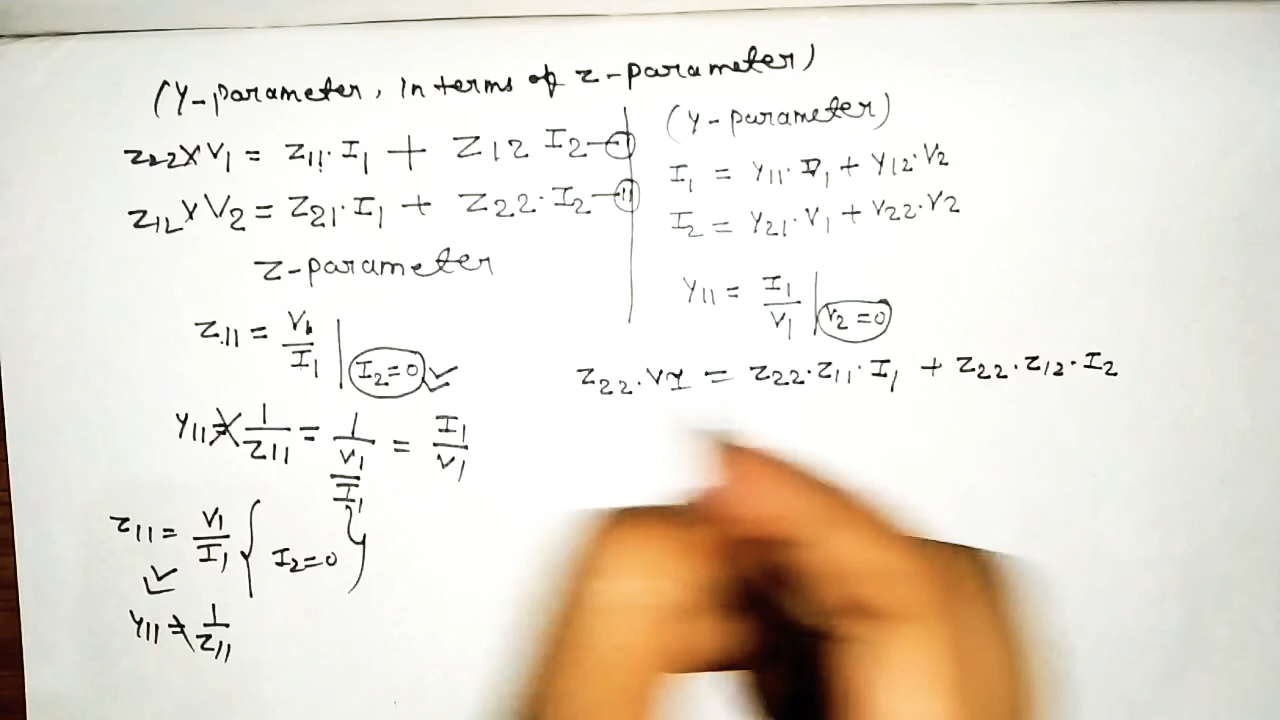 (Y-parameter, in terms of z-parameter)
Z22×V1 = Z11·I1 + Z12 I2 —(I)
Z12×V2 = Z21·I1 + Z22·I2 —(II)
Z-parameter
Z11 = V1/I1 | I2=0 ✓
Y11 ≠ 1/Z11 = 1/(V1/I1) = I1/V1
Z11 = V1/I1 { I2=0 }
✓
Y11 ≠ 1/Z11
(Y-parameter)
I1 = Y11·V1 + Y12·V2
I2 = Y21·V1 + V22·V2
Y11 = I1/V1 | V2=0
Z22·V1 = Z22·Z11·I1 + Z22·Z12·I2